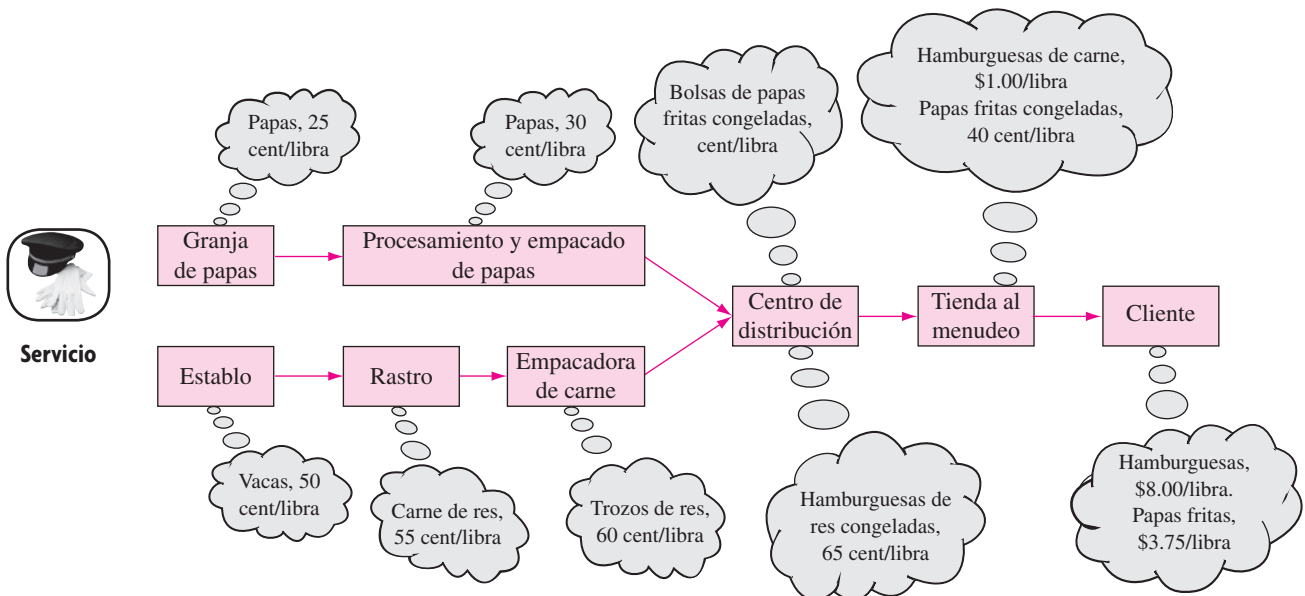 Hamburguesas de carne,
$1.00/libra
Papas fritas congeladas,
40 cent/libra
Bolsas de papas
fritas congeladas,
cent/libra
Papas, 25
cent/libra
Papas, 30
cent/libra
Granja
de papas
Procesamiento y empacado
de papas
Centro de
distribución
Tienda al
menudeo
Cliente
Servicio
Establo
Rastro
Empacadora
de carne
Vacas, 50
cent/libra
Carne de res,
55 cent/libra
Trozos de res,
60 cent/libra
Hamburguesas de
res congeladas,
65 cent/libra
Hamburguesas,
$8.00/libra.
Papas fritas,
$3.75/libra